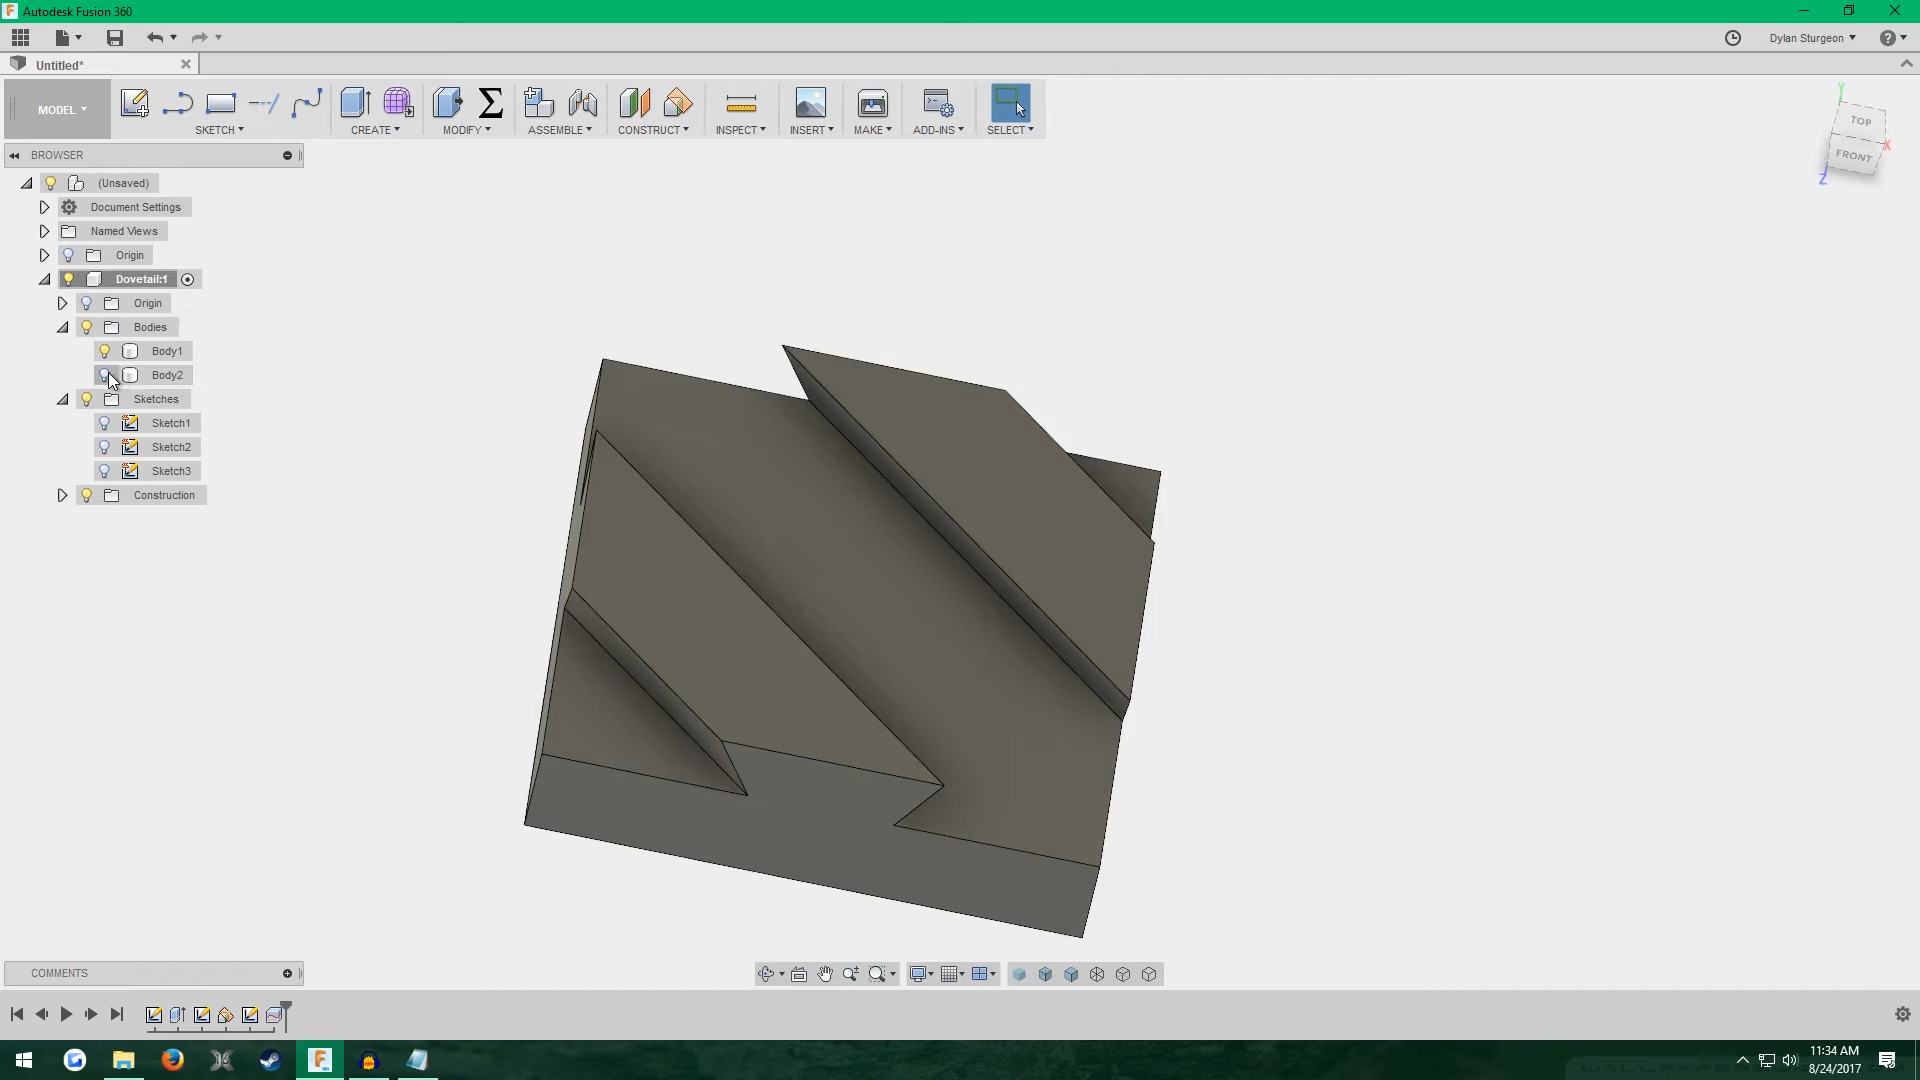 Autodesk Fusion 360
Dylan Sturgeon
Untitled*
MODEL
SKETCH
CREATE
MODIFY
ASSEMBLE
CONSTRUCT
INSPECT
INSERT
MAKE
ADD-INS
SELECT
Y
TOP
X
FRONT
Z
BROWSER
(Unsaved)
Document Settings
Named Views
Origin
Dovetail:1
Origin
Bodies
Body1
Body2
Sketches
Sketch1
Sketch2
Sketch3
Construction
COMMENTS
11:34 AM
8/24/2017